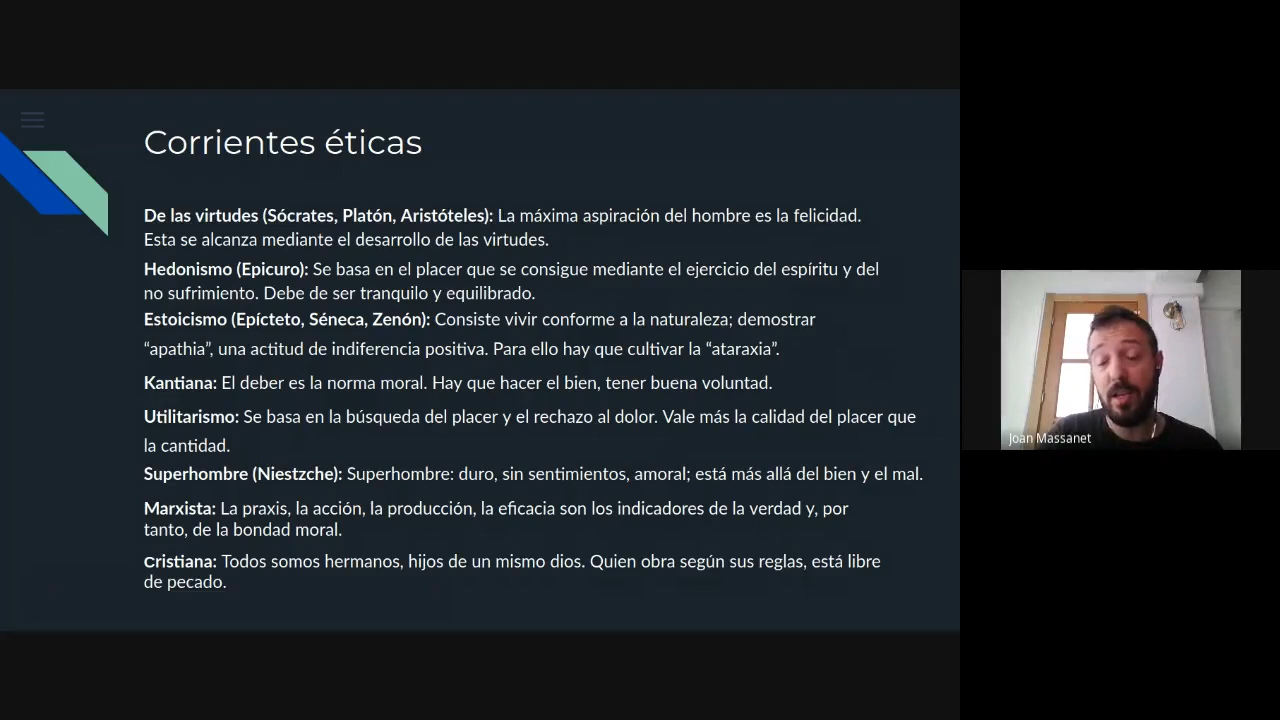 Corrientes éticas
De las virtudes (Sócrates, Platón, Aristóteles): La máxima aspiración del hombre es la felicidad.
Esta se alcanza mediante el desarrollo de las virtudes.
Hedonismo (Epicuro): Se basa en el placer que se consigue mediante el ejercicio del espíritu y del
no sufrimiento. Debe de ser tranquilo y equilibrado.
Estoicismo (Epícteto, Séneca, Zenón): Consiste vivir conforme a la naturaleza; demostrar
“apathia”, una actitud de indiferencia positiva. Para ello hay que cultivar la “ataraxia”.
Kantiana: El deber es la norma moral. Hay que hacer el bien, tener buena voluntad.
Utilitarismo: Se basa en la búsqueda del placer y el rechazo al dolor. Vale más la calidad del placer que
la cantidad.
Superhombre (Niestzche): Superhombre: duro, sin sentimientos, amoral; está más allá del bien y el mal.
Marxista: La praxis, la acción, la producción, la eficacia son los indicadores de la verdad y, por
tanto, de la bondad moral.
Cristiana: Todos somos hermanos, hijos de un mismo dios. Quien obra según sus reglas, está libre
de pecado.
Joan Massanet